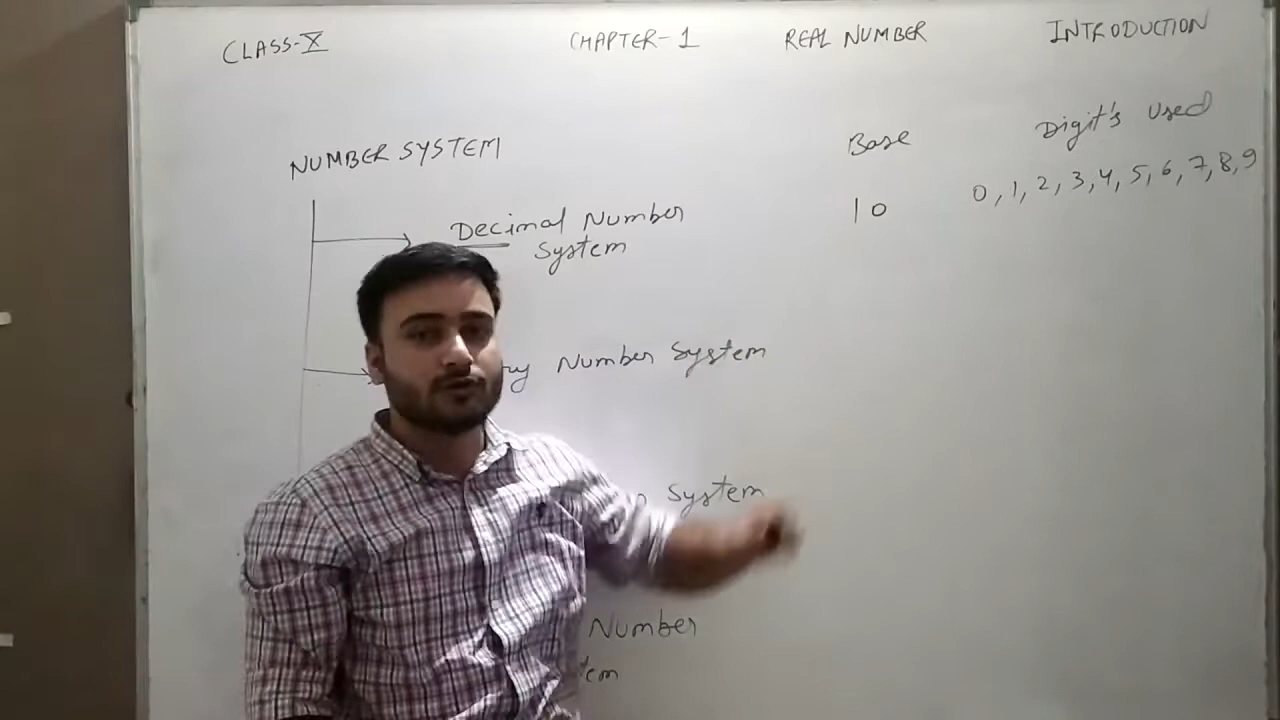 CLASS-X CHAPTER-1 REAL NUMBER INTRODUCTION
NUMBER SYSTEM Base Digit's Used
Decimal Number 10 0, 1, 2, 3, 4, 5, 6, 7, 8, 9
System
Number System
System
Number